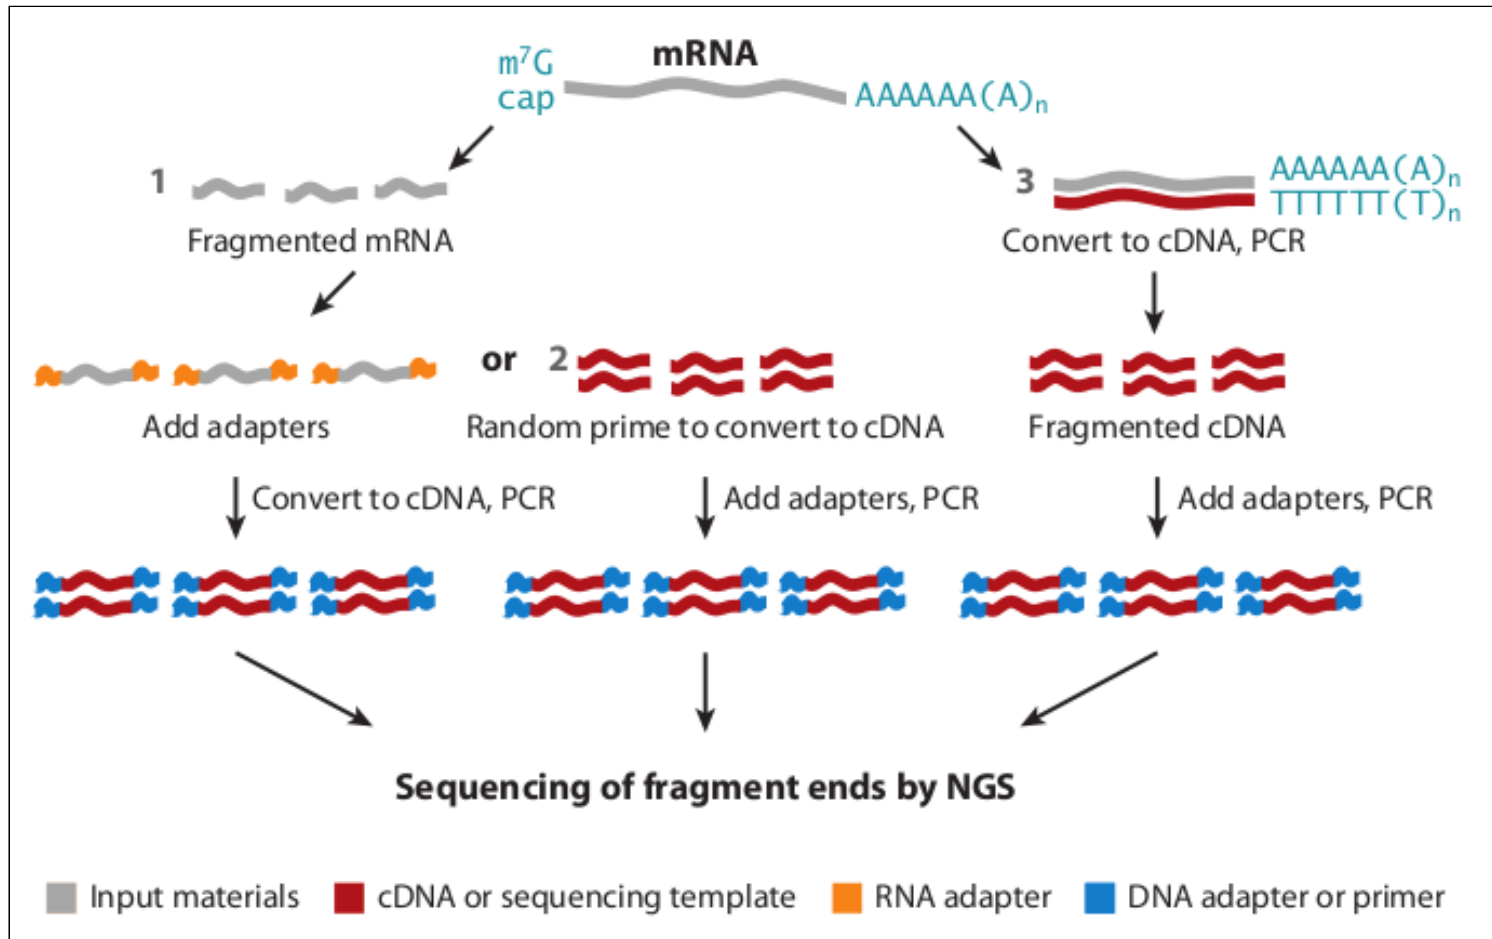 mRNA
m⁷G
cap
AAAAAA(A)n
1
Fragmented mRNA
3
AAAAAA(A)n
TTTTTT(T)n
Convert to cDNA, PCR
or
2
Add adapters
Random prime to convert to cDNA
Fragmented cDNA
Convert to cDNA, PCR
Add adapters, PCR
Add adapters, PCR
Sequencing of fragment ends by NGS
Input materials
cDNA or sequencing template
RNA adapter
DNA adapter or primer